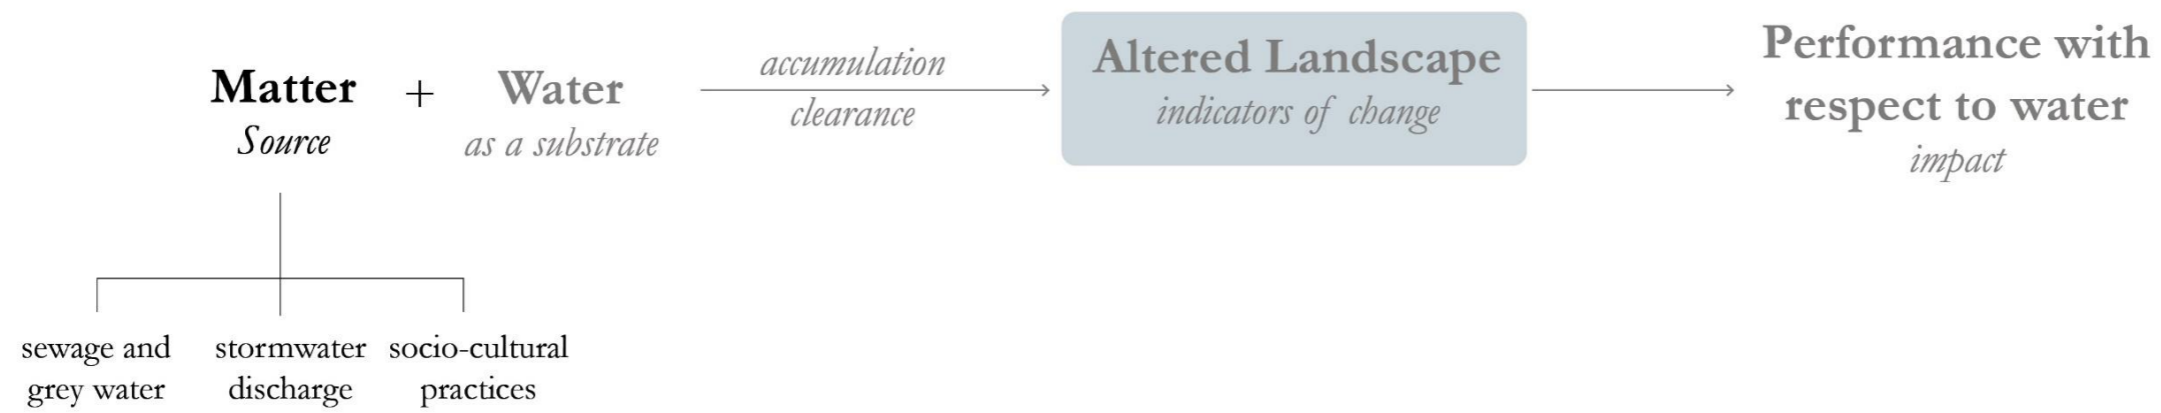 Matter + Water
Source
as a substrate
accumulation
clearance
Altered Landscape
indicators of change
Performance with
respect to water
impact
sewage and
grey water
stormwater
discharge
socio-cultural
practices